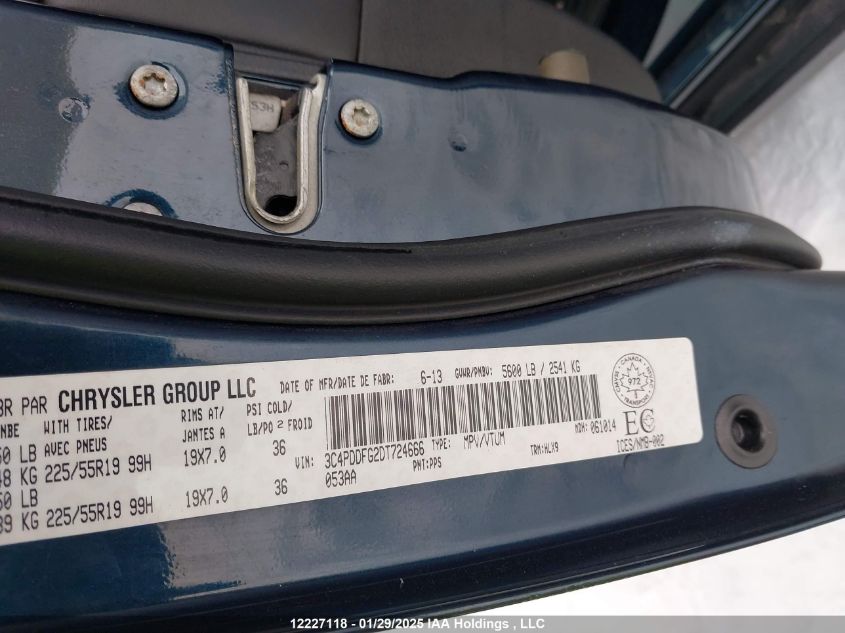 53H
BR PAR CHRYSLER GROUP LLC DATE OF MFR/DATE DE FABR: 6-13 GVWR/PNBV: 5600 LB / 2541 KG
WITH TIRES/ RIMS AT/ PSI COLD/
AVEC PNEUS JANTES A LB/PO 2 FROID
50 LB
48 KG 225/55R19 99H 19X7.0 36
50 LB
39 KG 225/55R19 99H 19X7.0 36
VIN: 3C4PDDFG2DT724666 TYPE: MPV/VTUM MDH: 061014
053AA PNT:PPS TRM:HLX9
CANADA
972
TRANSPORT
EC
ICES/NMB-002
12227118 - 01/29/2025 IAA Holdings , LLC